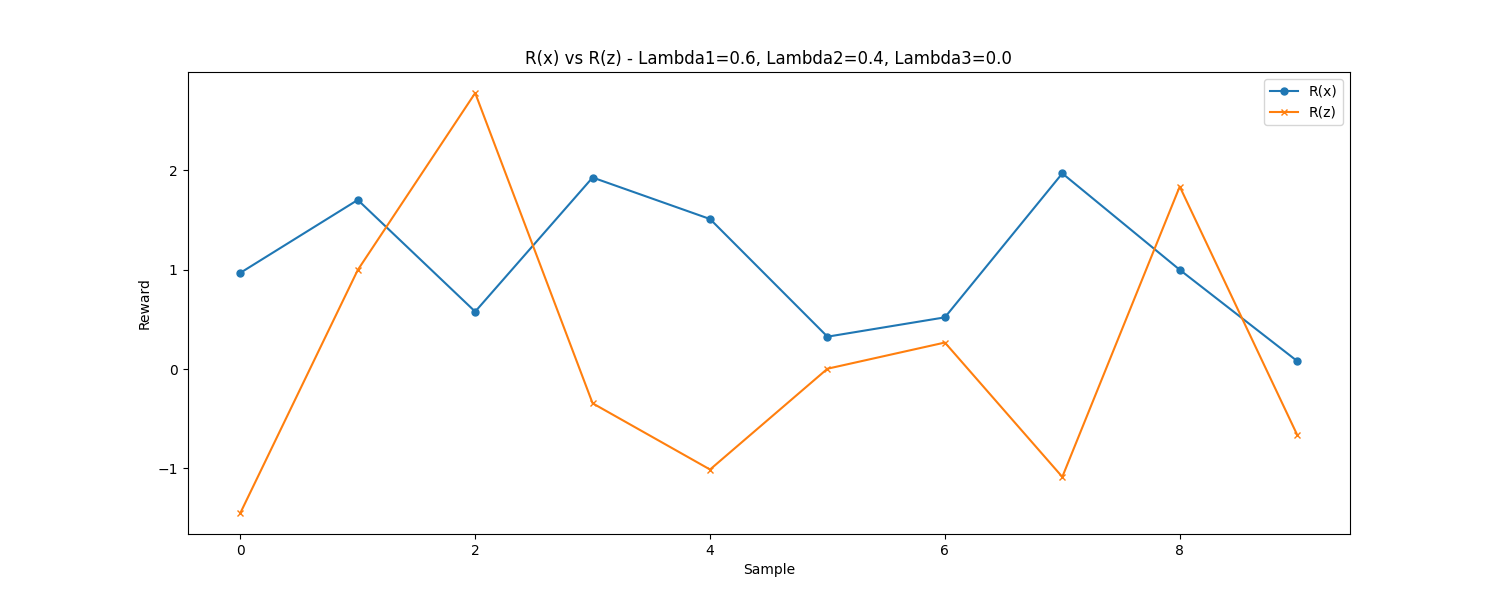 R(x) vs R(z) - Lambda1=0.6, Lambda2=0.4, Lambda3=0.0
R(x)
R(z)
2
1
0
−1
Reward
0 2 4 6 8
Sample